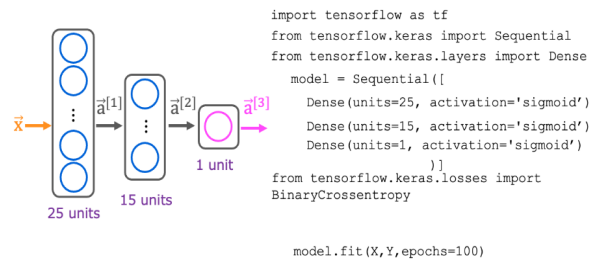 x⃗
a⃗[1]
a⃗[2]
a⃗[3]
25 units
15 units
1 unit
import tensorflow as tf
from tensorflow.keras import Sequential
from tensorflow.keras.layers import Dense
model = Sequential([
Dense(units=25, activation='sigmoid’)
Dense(units=15, activation='sigmoid’)
Dense(units=1, activation='sigmoid’)
)]
from tensorflow.keras.losses import
BinaryCrossentropy
model.fit(X,Y,epochs=100)